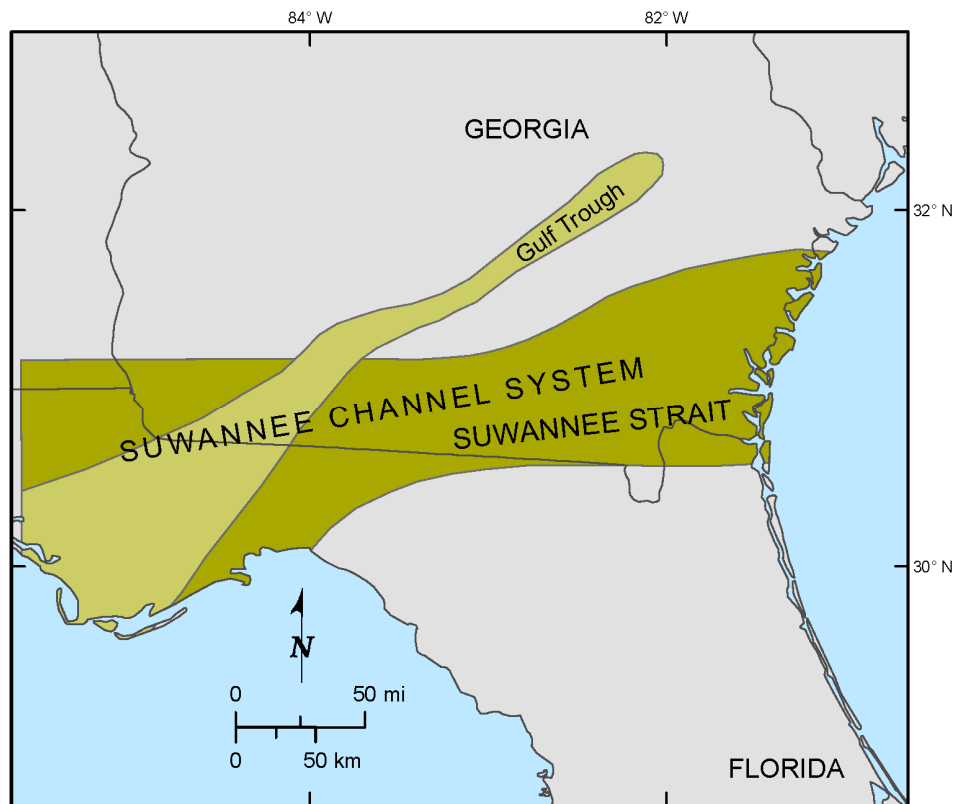 84° W
82° W
GEORGIA
Gulf Trough
32° N
SUWANNEE CHANNEL SYSTEM
SUWANNEE STRAIT
30° N
N
0
50 mi
0
50 km
FLORIDA